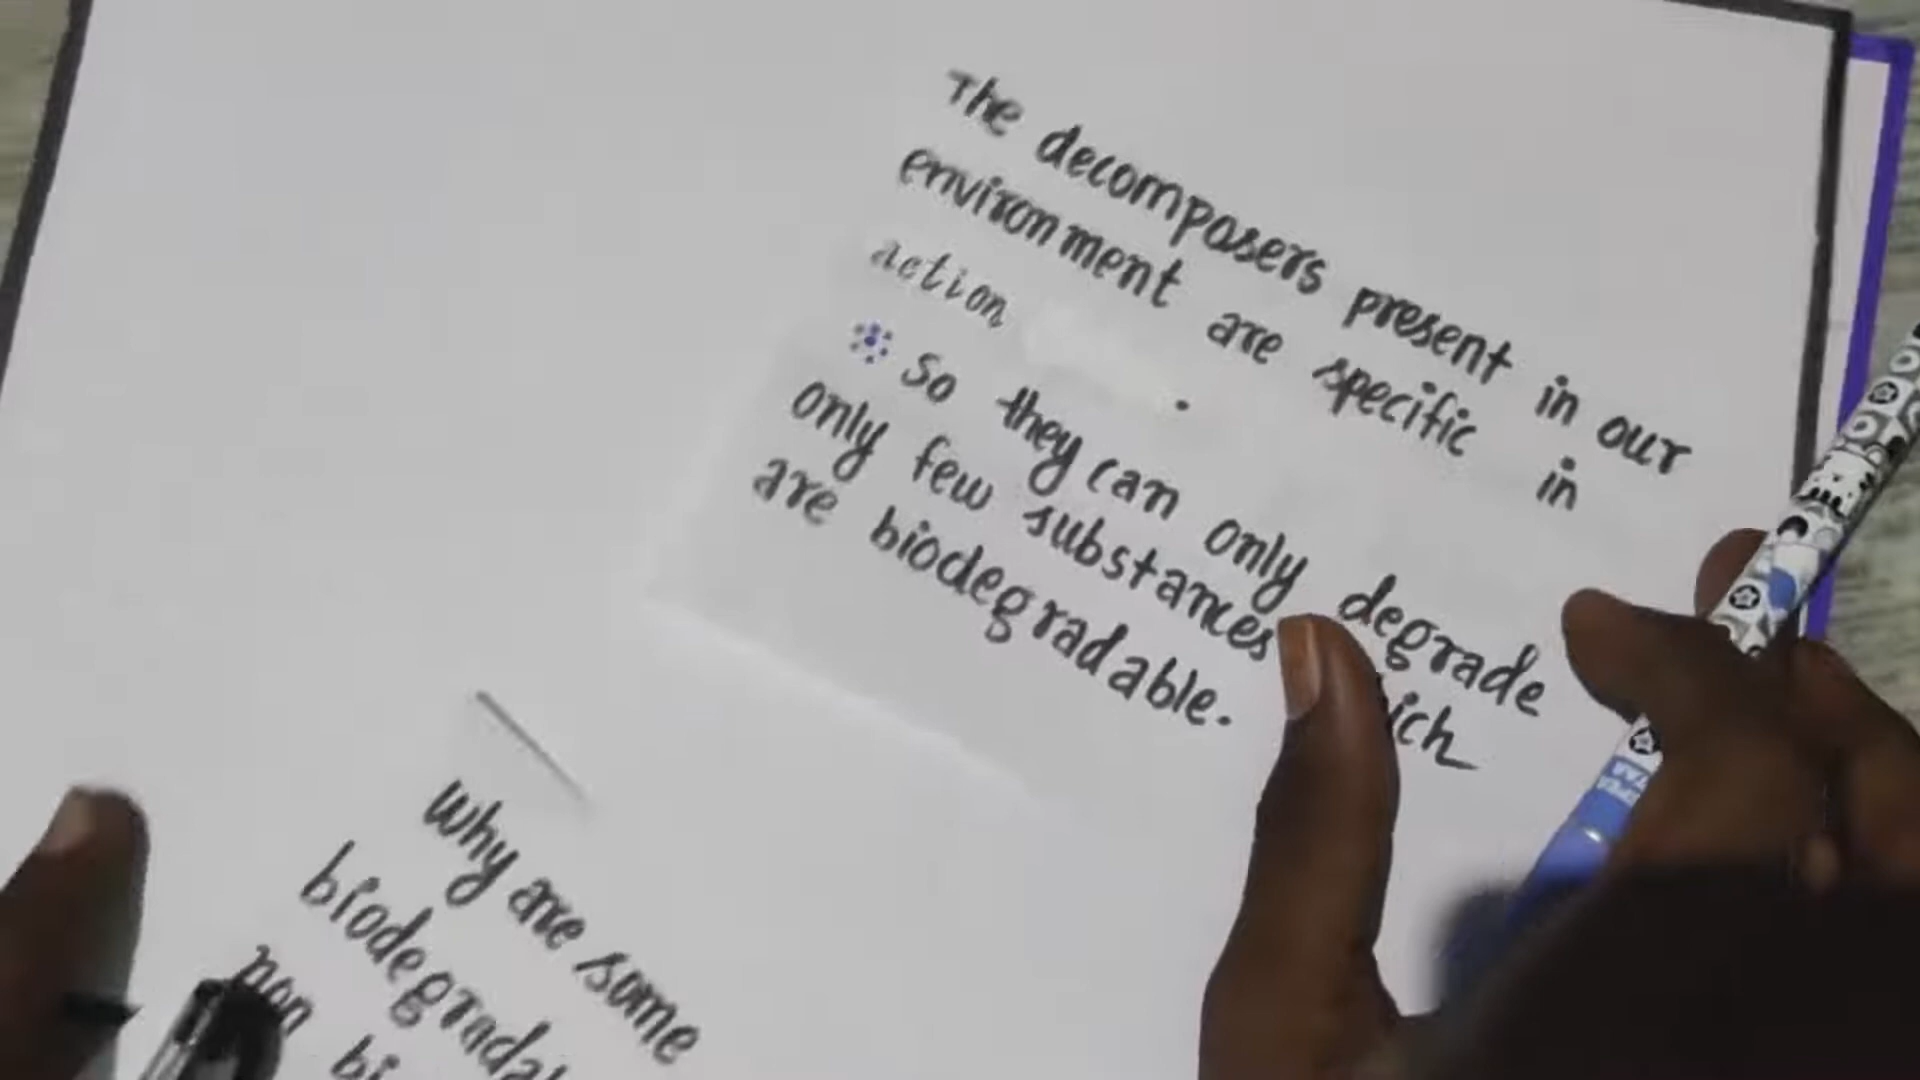 The decomposers present in our
environment are specific in
action .
So they can only degrade
only few substances
are biodegradable.
why are some
non